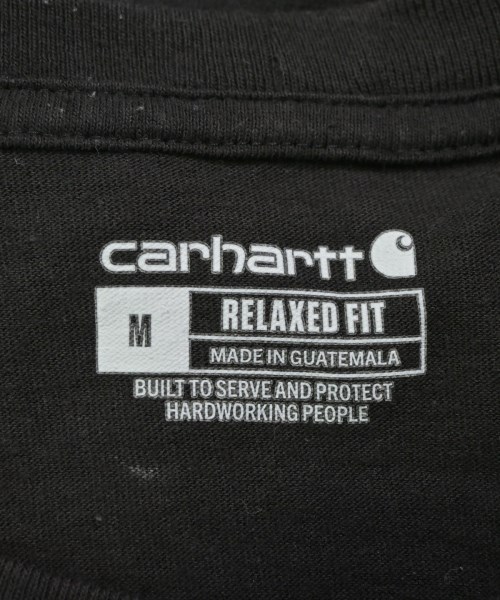 carhartt
M
RELAXED FIT
MADE IN GUATEMALA
BUILT TO SERVE AND PROTECT
HARDWORKING PEOPLE